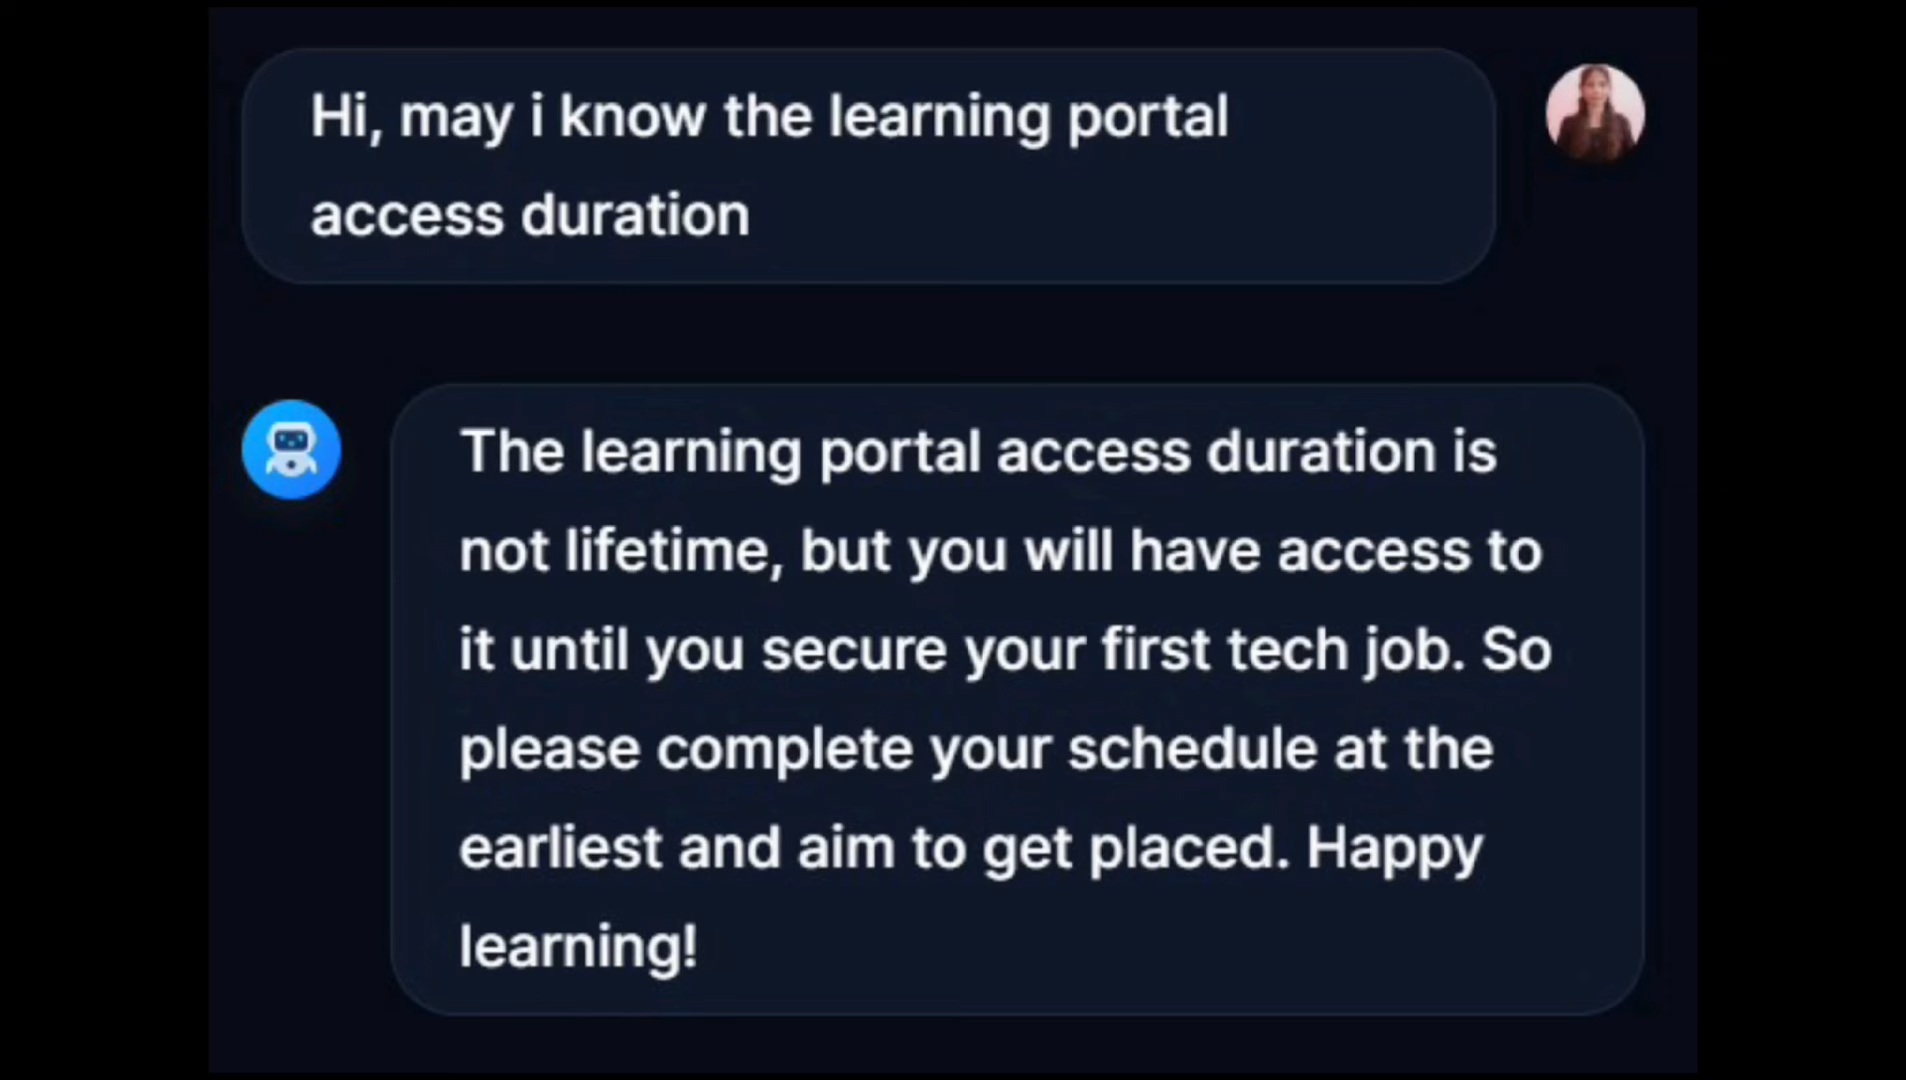 Hi, may i know the learning portal
access duration
The learning portal access duration is
not lifetime, but you will have access to
it until you secure your first tech job. So
please complete your schedule at the
earliest and aim to get placed. Happy
learning!